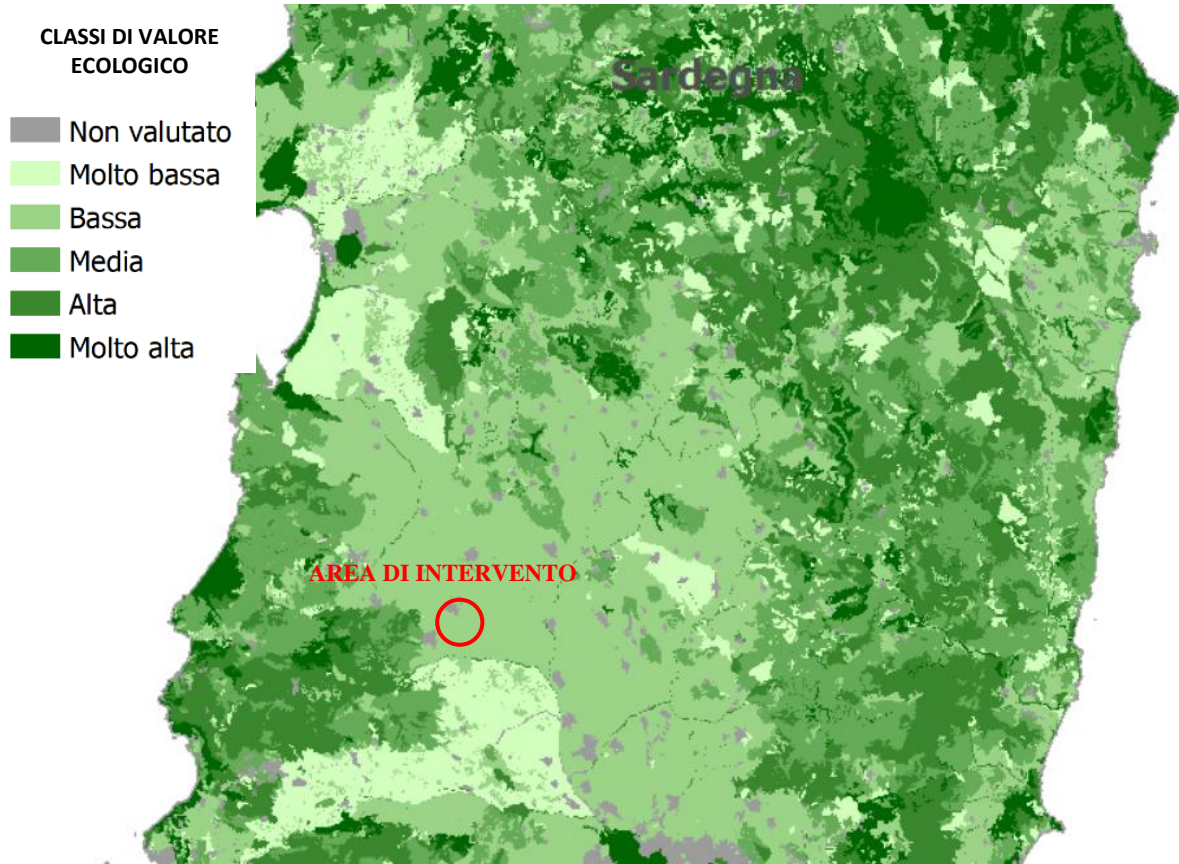 CLASSI DI VALORE
ECOLOGICO
Non valutato
Molto bassa
Bassa
Media
Alta
Molto alta
Sardegna
AREA DI INTERVENTO